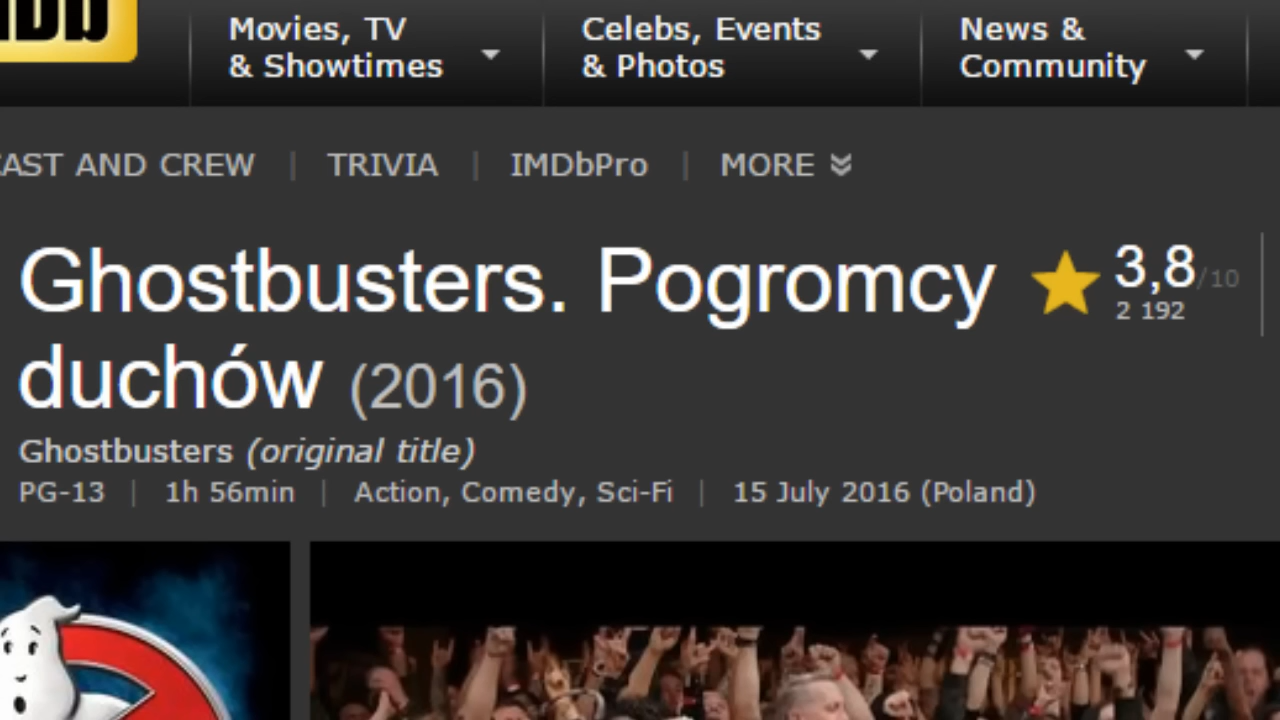 IMDb
Movies, TV
& Showtimes
Celebs, Events
& Photos
News &
Community
CAST AND CREW | TRIVIA | IMDbPro | MORE
Ghostbusters. Pogromcy
duchów (2016)
3,8/10
2 192
Ghostbusters (original title)
PG-13 | 1h 56min | Action, Comedy, Sci-Fi | 15 July 2016 (Poland)